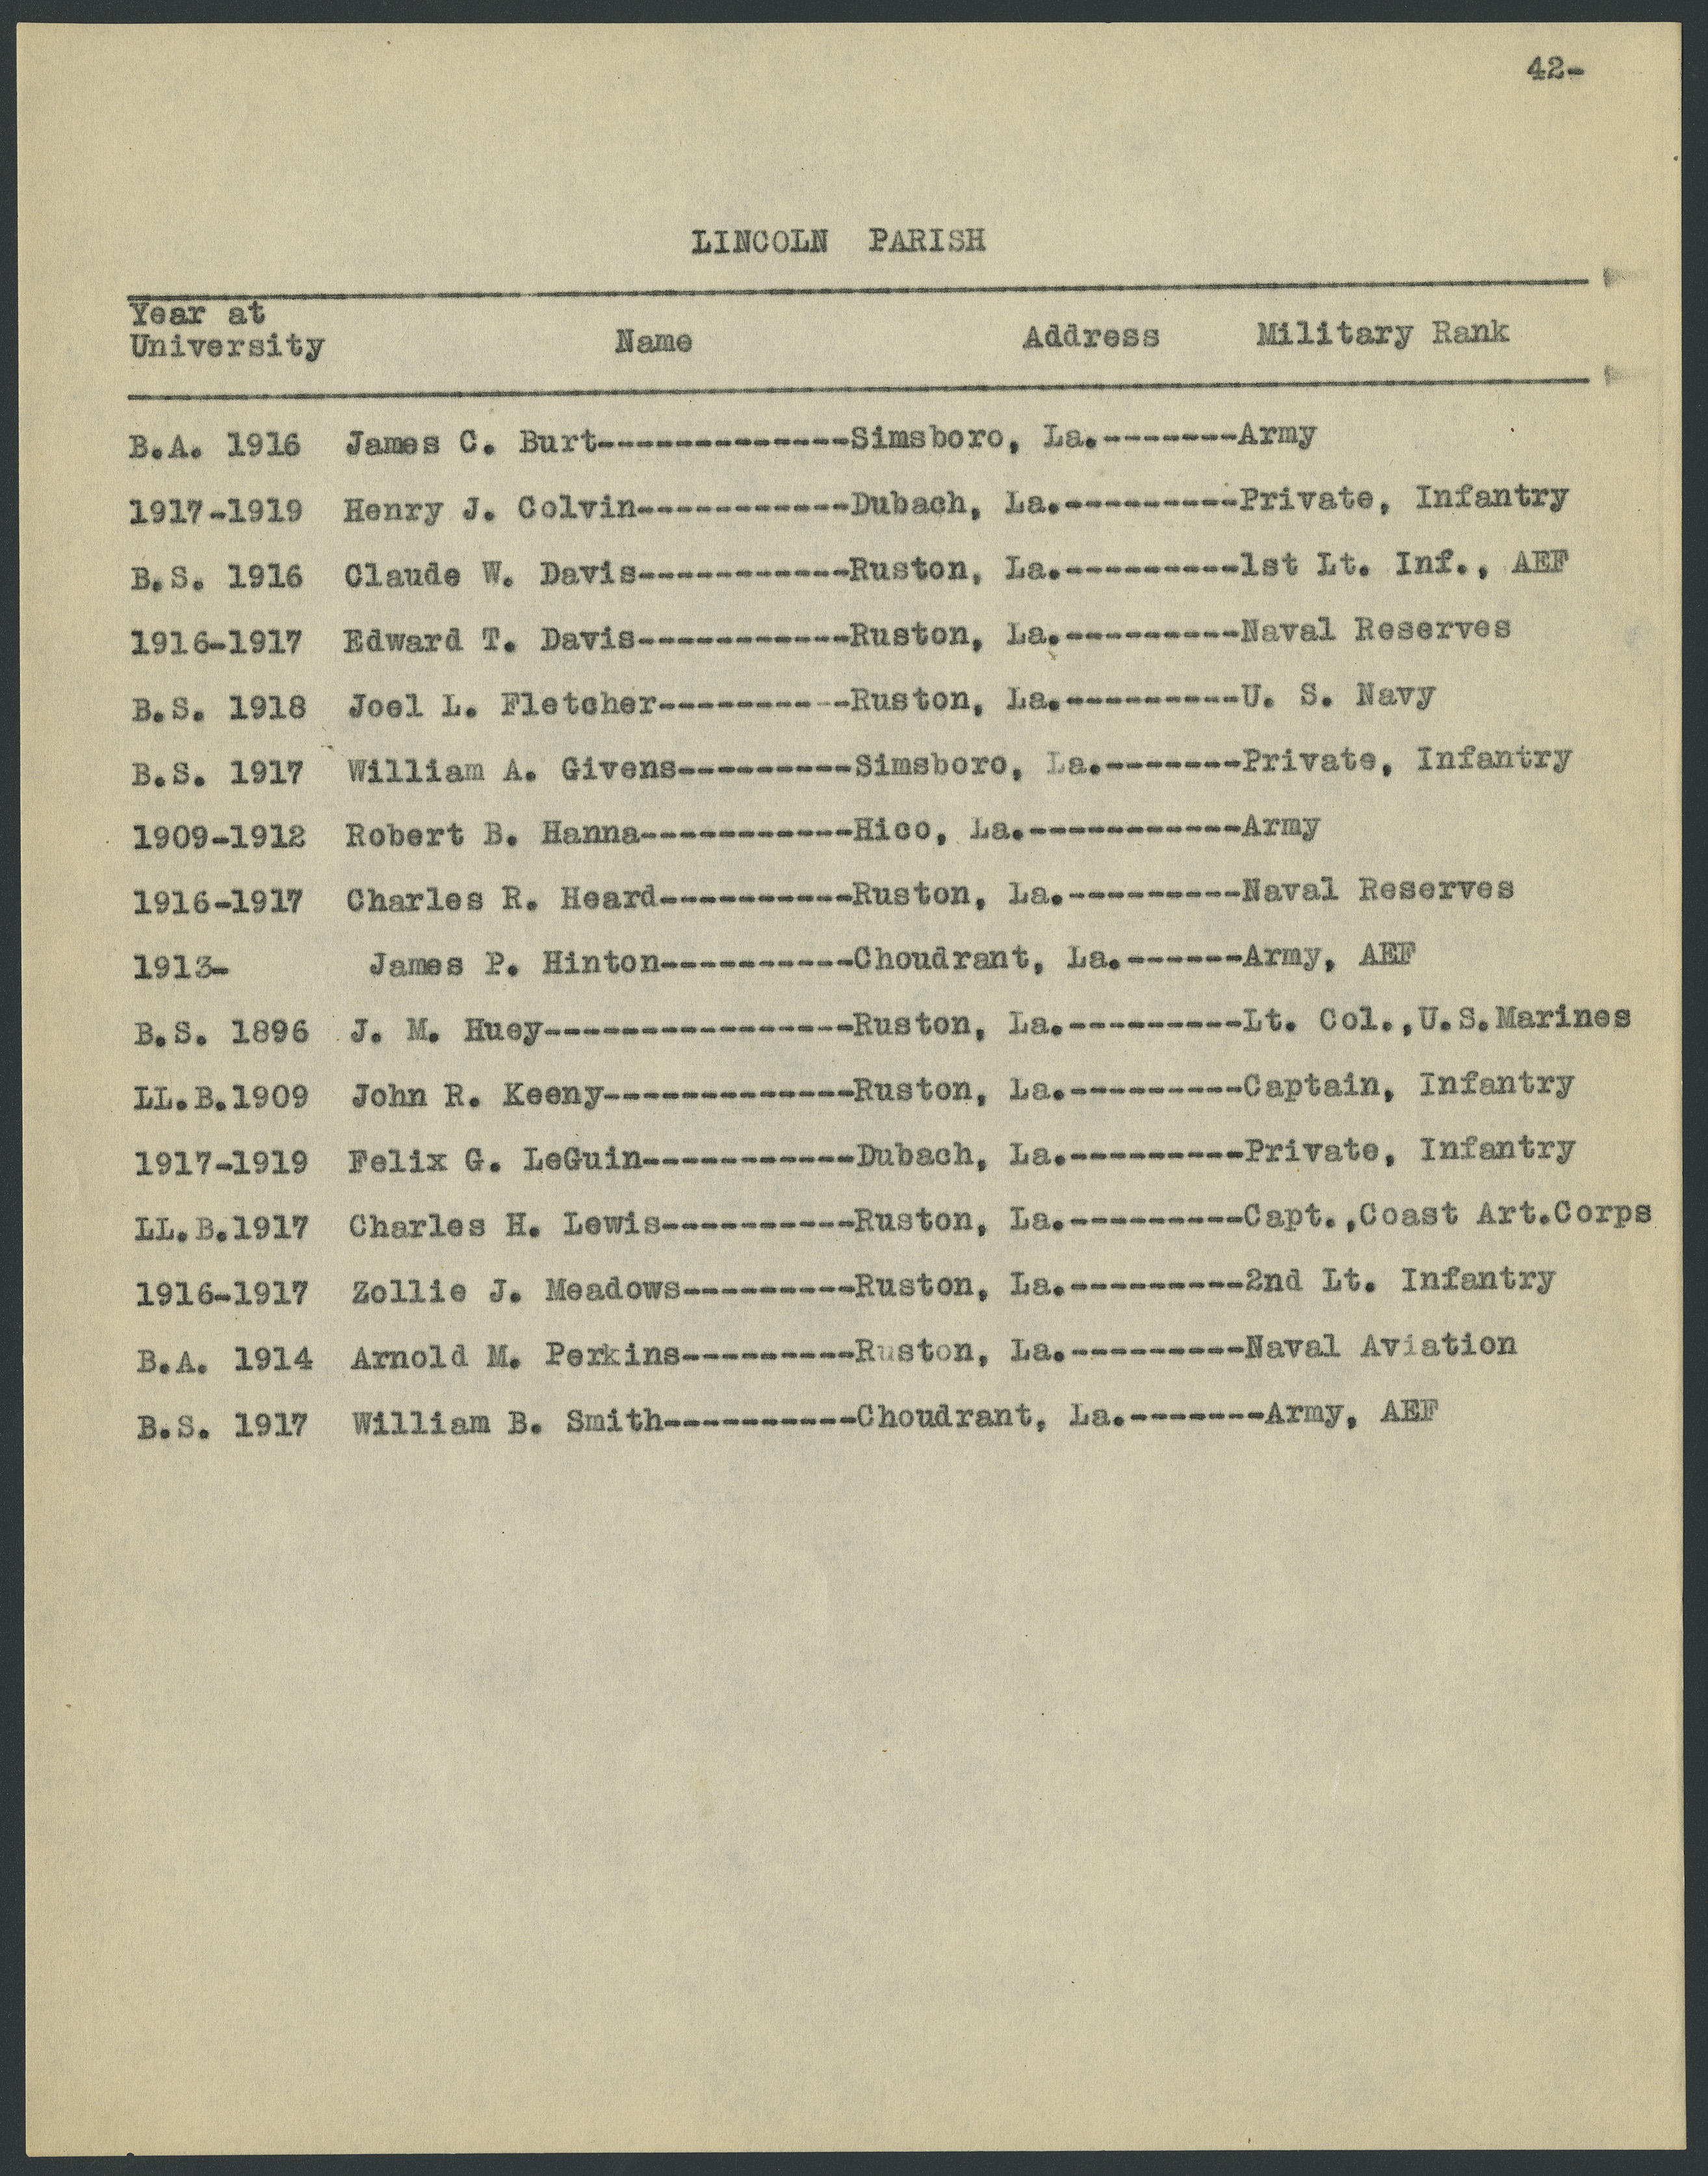 42-
LINCOLN PARISH
Year at
University Name Address Military Rank
B.A. 1916 James C. Burt-------------Simsboro, La.-------Army
1917-1919 Henry J. Colvin-----------Dubach, La.---------Private, Infantry
B.S. 1916 Claude W. Davis-----------Ruston, La.---------1st Lt. Inf., AEF
1916-1917 Edward T. Davis-----------Ruston, La.---------Naval Reserves
B.S. 1918 Joel L. Fletcher----------Ruston, La.---------U. S. Navy
B.S. 1917 William A. Givens---------Simsboro, La.-------Private, Infantry
1909-1912 Robert B. Hanna-----------Hico, La.-----------Army
1916-1917 Charles R. Heard----------Ruston, La.---------Naval Reserves
1913- James P. Hinton----------Choudrant, La.------Army, AEF
B.S. 1896 J. M. Huey----------------Ruston, La.---------Lt. Col.,U.S.Marines
LL.B.1909 John R. Keeny-------------Ruston, La.---------Captain, Infantry
1917-1919 Felix G. LeGuin-----------Dubach, La.---------Private, Infantry
LL.B.1917 Charles H. Lewis----------Ruston, La.---------Capt.,Coast Art.Corps
1916-1917 Zollie J. Meadows---------Ruston, La.---------2nd Lt. Infantry
B.A. 1914 Arnold M. Perkins---------Ruston, La.---------Naval Aviation
B.S. 1917 William B. Smith----------Choudrant, La.-------Army, AEF